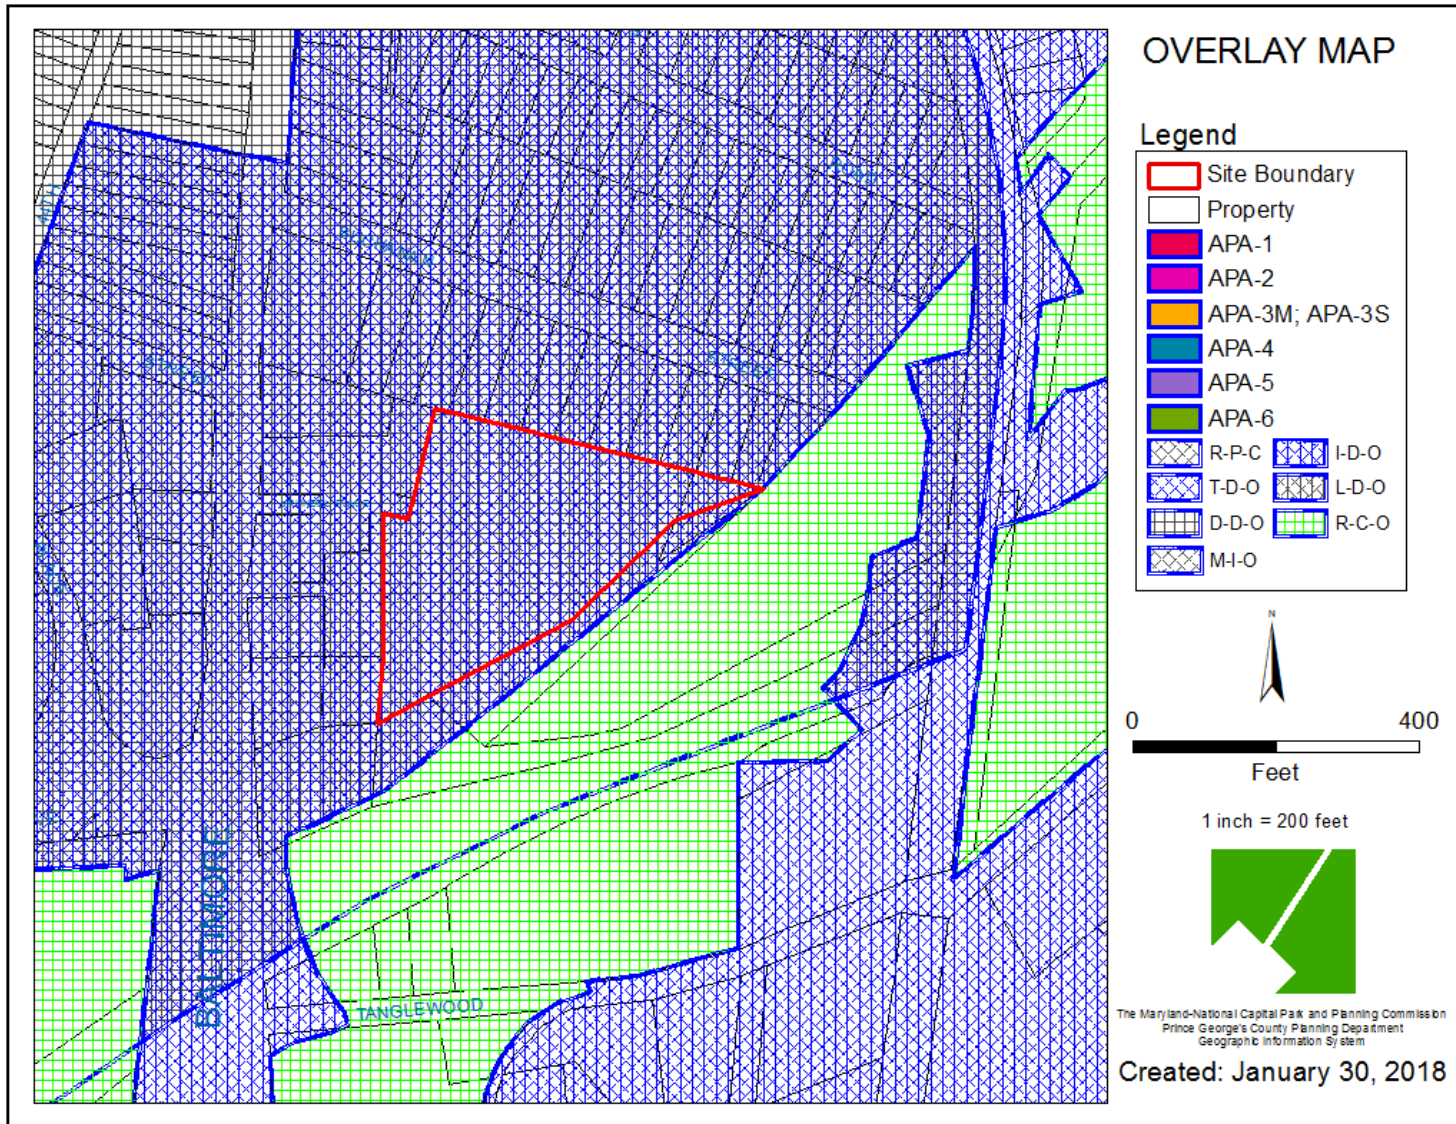 OVERLAY MAP
Legend
Site Boundary
Property
APA-1
APA-2
APA-3M; APA-3S
APA-4
APA-5
APA-6
R-P-C
I-D-O
T-D-O
L-D-O
D-D-O
R-C-O
M-I-O
N
0
400
Feet
1 inch = 200 feet
The Maryland-National Capital Park and Planning Commission
Prince George's County Planning Department
Geographic Information System
Created: January 30, 2018
44TH
STREET
BALTIMORE
TANGLEWOOD